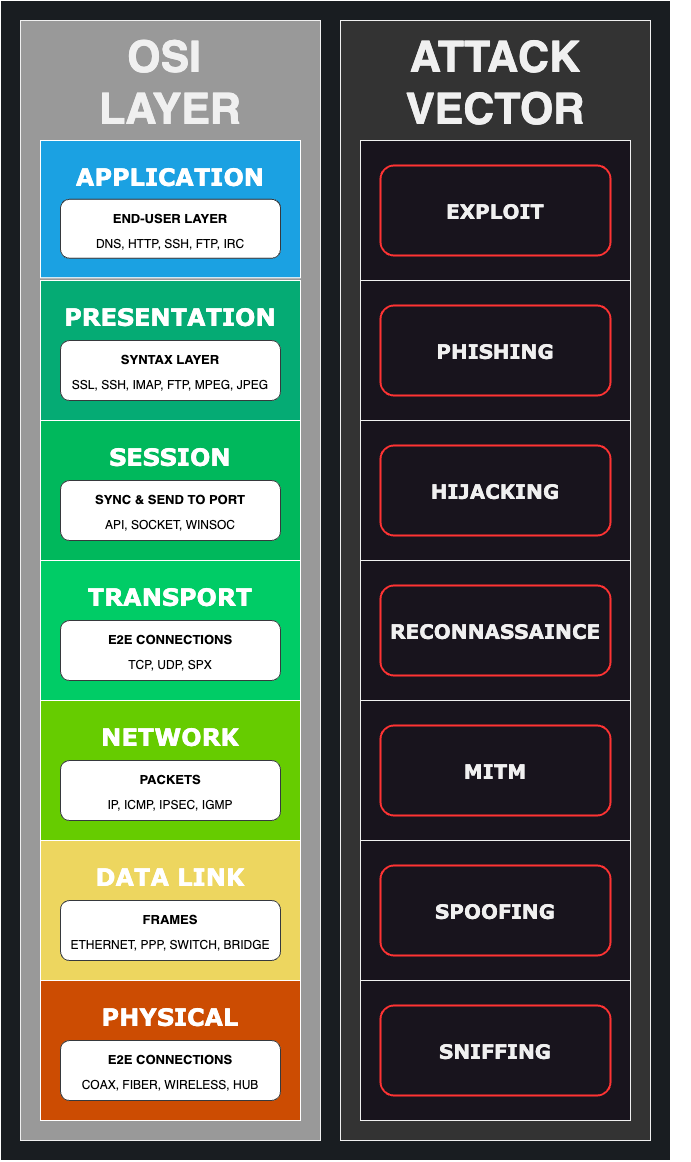 OSI
LAYER
APPLICATION
END-USER LAYER
DNS, HTTP, SSH, FTP, IRC
PRESENTATION
SYNTAX LAYER
SSL, SSH, IMAP, FTP, MPEG, JPEG
SESSION
SYNC & SEND TO PORT
API, SOCKET, WINSOC
TRANSPORT
E2E CONNECTIONS
TCP, UDP, SPX
NETWORK
PACKETS
IP, ICMP, IPSEC, IGMP
DATA LINK
FRAMES
ETHERNET, PPP, SWITCH, BRIDGE
PHYSICAL
E2E CONNECTIONS
COAX, FIBER, WIRELESS, HUB
ATTACK
VECTOR
EXPLOIT
PHISHING
HIJACKING
RECONNASSAINCE
MITM
SPOOFING
SNIFFING